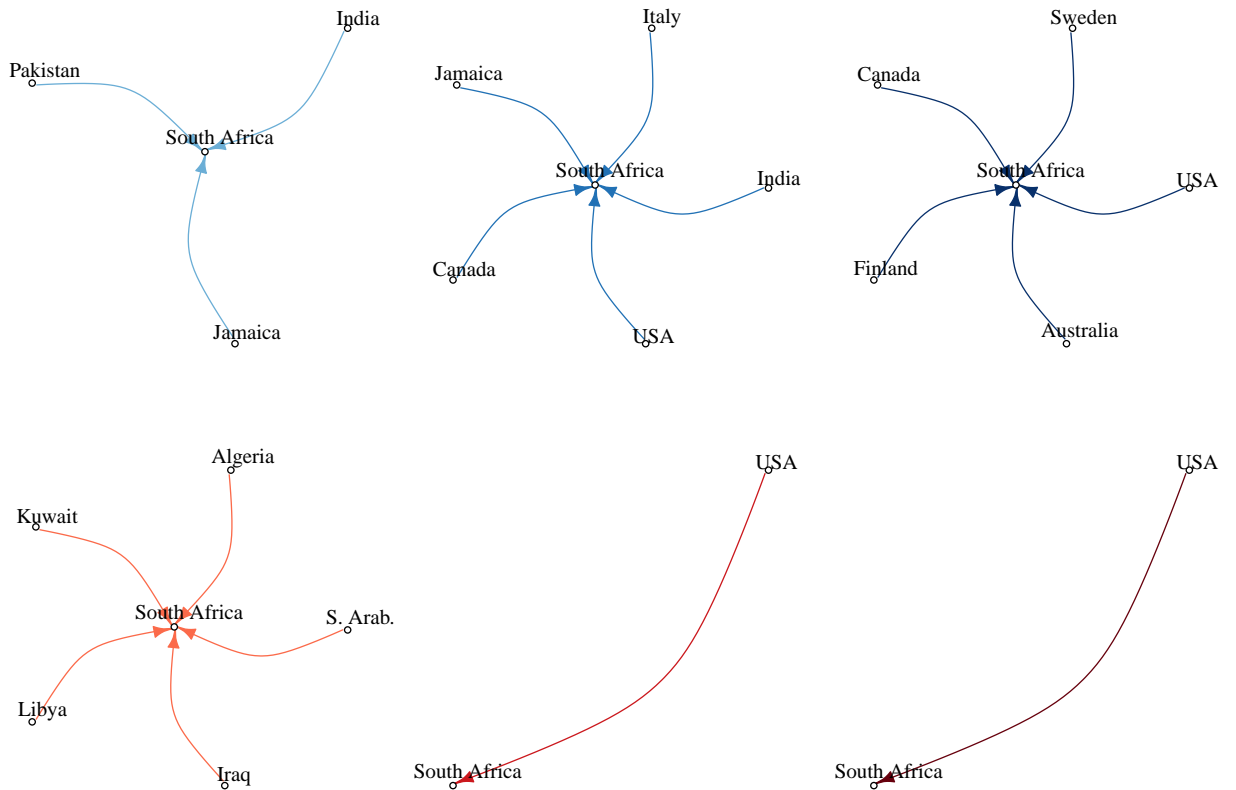 India
Pakistan
South Africa
Jamaica
Italy
Jamaica
South Africa
India
Canada
USA
Sweden
Canada
South Africa
USA
Finland
Australia
Algeria
Kuwait
South Africa
S. Arab.
Libya
Iraq
USA
South Africa
USA
South Africa